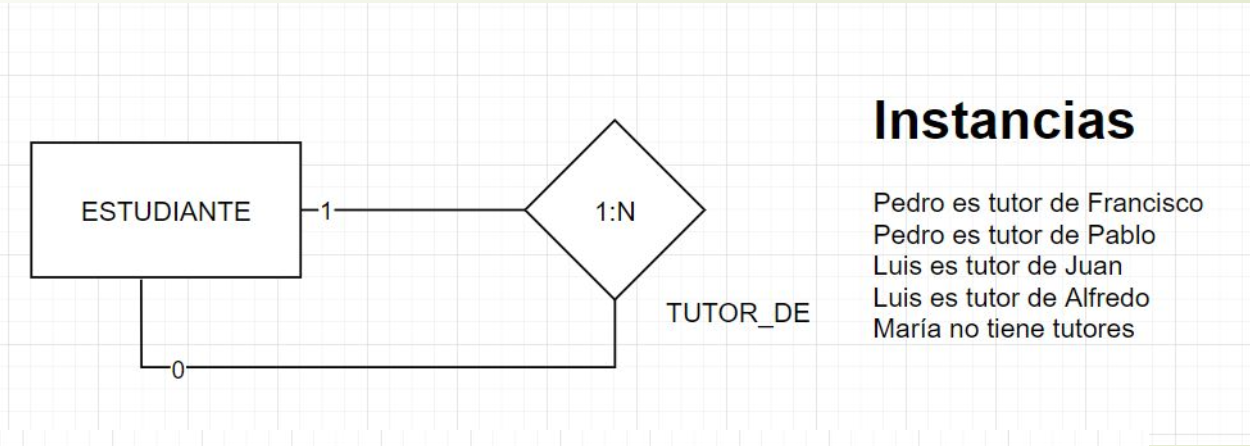 Instancias
ESTUDIANTE
1
1:N
TUTOR_DE
0
Pedro es tutor de Francisco
Pedro es tutor de Pablo
Luis es tutor de Juan
Luis es tutor de Alfredo
María no tiene tutores